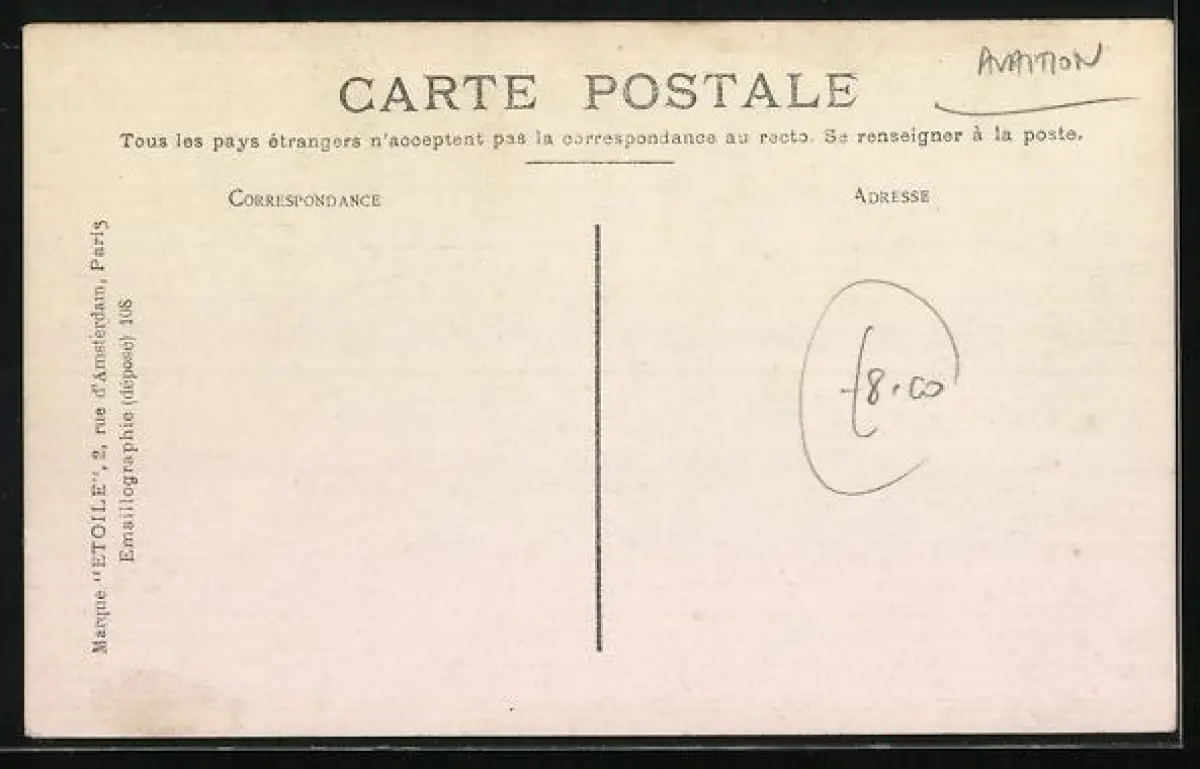 AVIATION
CARTE POSTALE
Tous les pays étrangers n'acceptent pas la correspondance au recto. Se renseigner à la poste.
CORRESPONDANCE
ADRESSE
Marque "ETOILE", 2, rue d'Amsterdam, Paris
Emaillographie (déposé) 108
£8.00